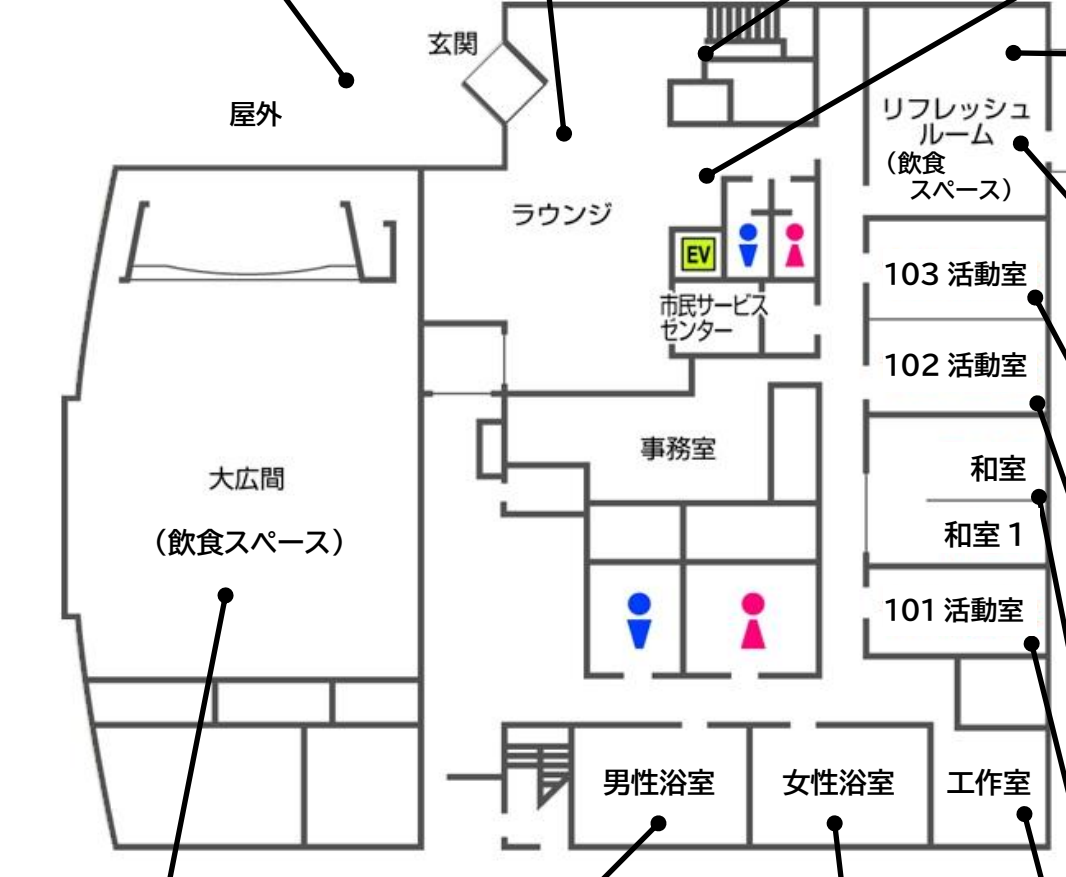 玄関
屋外
リフレッシュ
ルーム
（飲食
スペース）
ラウンジ
EV
103 活動室
市民サービス
センター
102 活動室
事務室
和室
大広間
（飲食スペース）
和室１
101 活動室
男性浴室
女性浴室
工作室